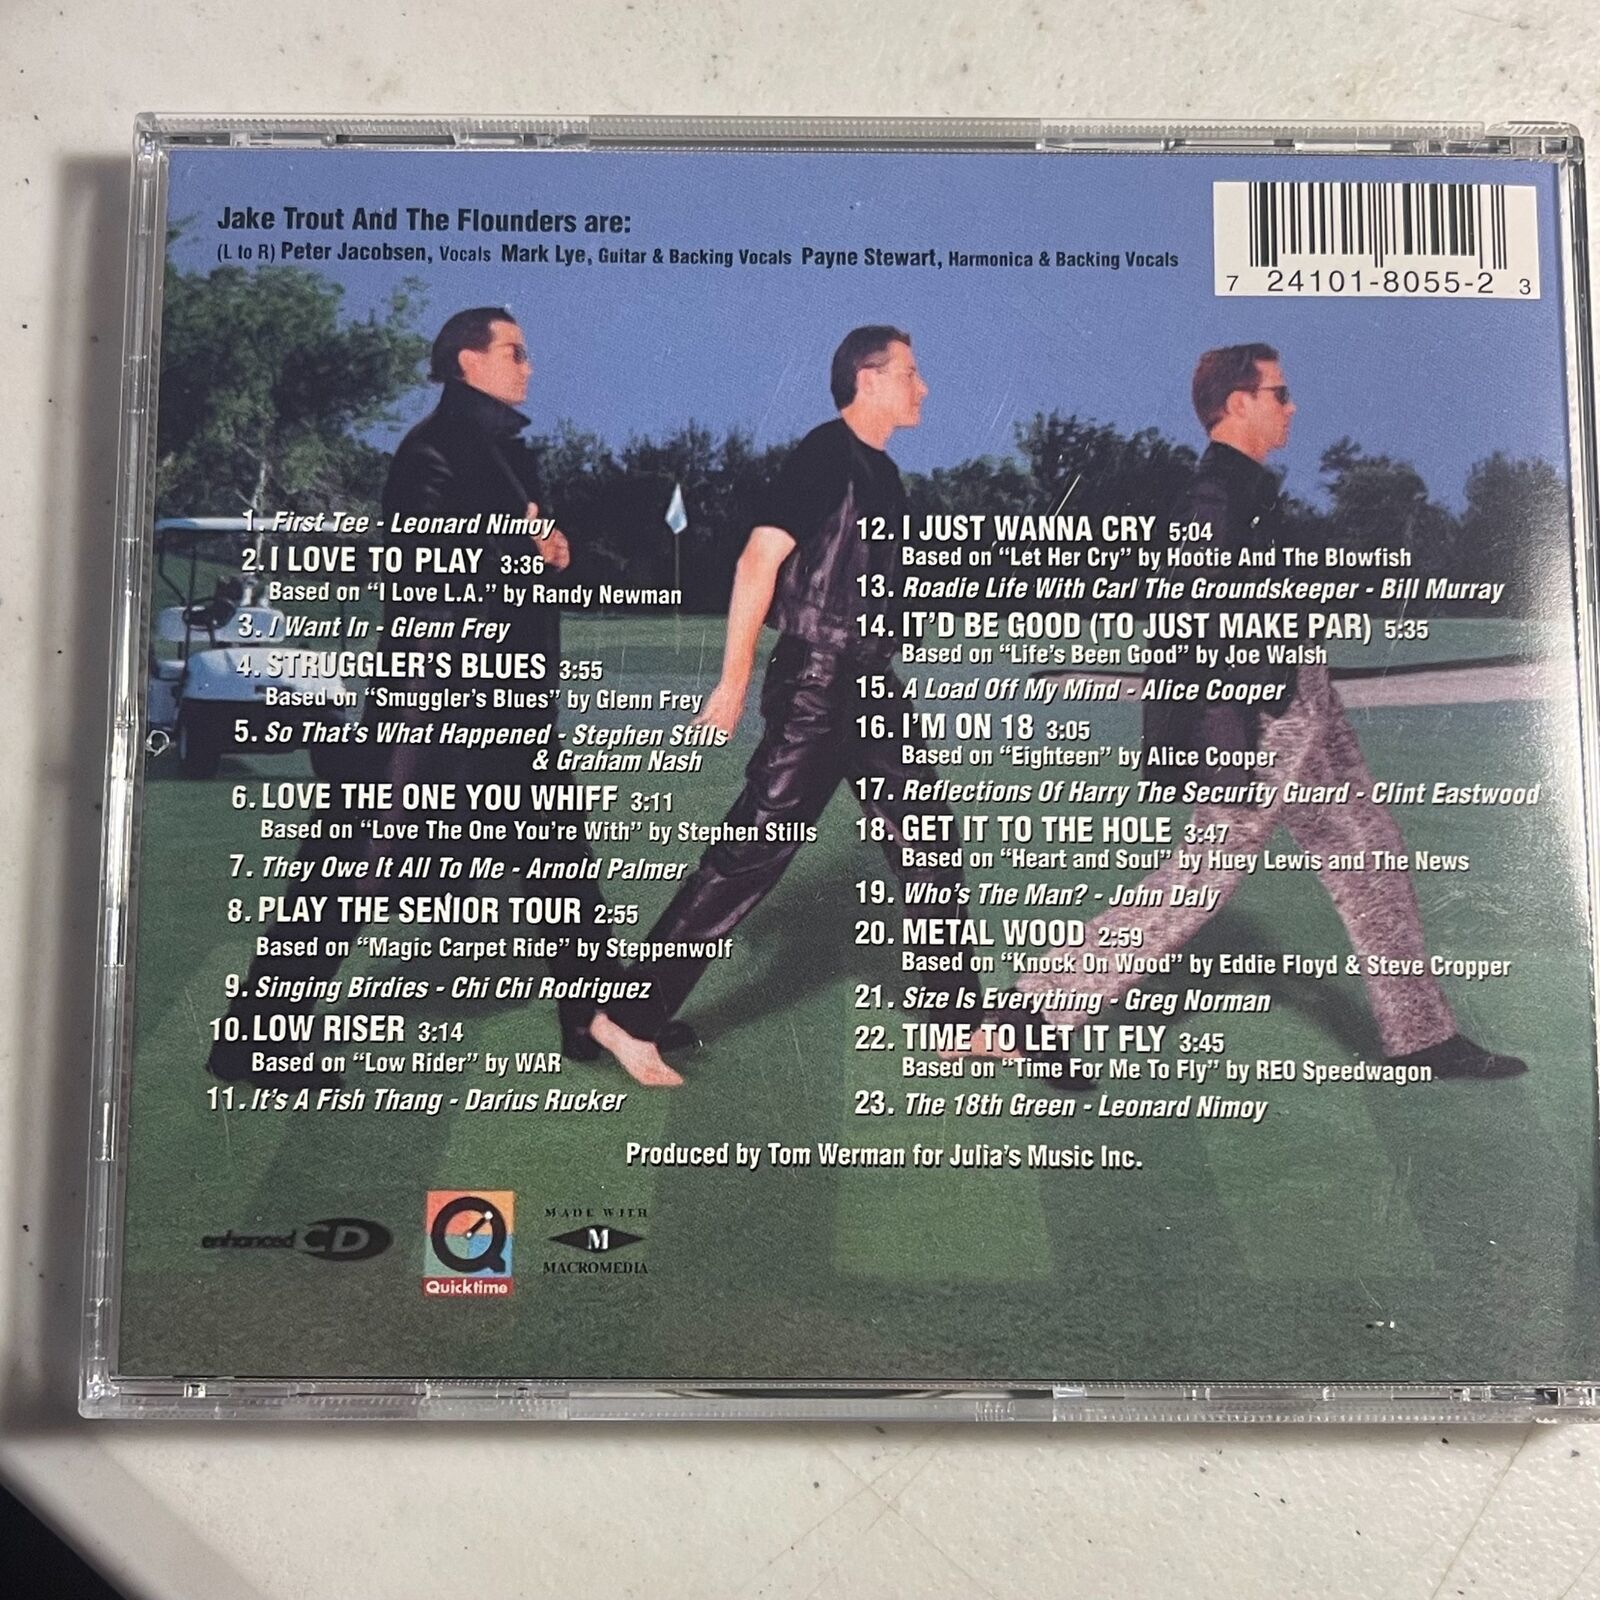 Jake Trout And The Flounders are:
(L to R) Peter Jacobsen, Vocals Mark Lye, Guitar & Backing Vocals Payne Stewart, Harmonica & Backing Vocals
7 24101-8055-2 3
1. First Tee - Leonard Nimoy
2. I LOVE TO PLAY 3:36
Based on "I Love L.A." by Randy Newman
3. I Want In - Glenn Frey
4. STRUGGLER'S BLUES 3:55
Based on "Smuggler's Blues" by Glenn Frey
5. So That's What Happened - Stephen Stills
& Graham Nash
6. LOVE THE ONE YOU WHIFF 3:11
Based on "Love The One You're With" by Stephen Stills
7. They Owe It All To Me - Arnold Palmer
8. PLAY THE SENIOR TOUR 2:55
Based on "Magic Carpet Ride" by Steppenwolf
9. Singing Birdies - Chi Chi Rodriguez
10. LOW RISER 3:14
Based on "Low Rider" by WAR
11. It's A Fish Thang - Darius Rucker
12. I JUST WANNA CRY 5:04
Based on "Let Her Cry" by Hootie And The Blowfish
13. Roadie Life With Carl The Groundskeeper - Bill Murray
14. IT'D BE GOOD (TO JUST MAKE PAR) 5:35
Based on "Life's Been Good" by Joe Walsh
15. A Load Off My Mind - Alice Cooper
16. I'M ON 18 3:05
Based on "Eighteen" by Alice Cooper
17. Reflections Of Harry The Security Guard - Clint Eastwood
18. GET IT TO THE HOLE 3:47
Based on "Heart and Soul" by Huey Lewis and The News
19. Who's The Man? - John Daly
20. METAL WOOD 2:59
Based on "Knock On Wood" by Eddie Floyd & Steve Cropper
21. Size Is Everything - Greg Norman
22. TIME TO LET IT FLY 3:45
Based on "Time For Me To Fly" by REO Speedwagon
23. The 18th Green - Leonard Nimoy
Produced by Tom Werman for Julia's Music Inc.
enhanced CD
Quicktime
MADE WITH
M
MACROMEDIA